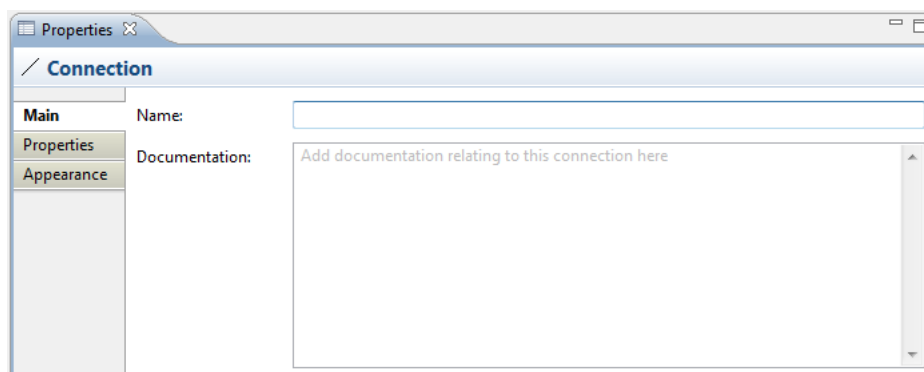 Properties
Connection
Main
Name:
Properties
Documentation:
Add documentation relating to this connection here
Appearance